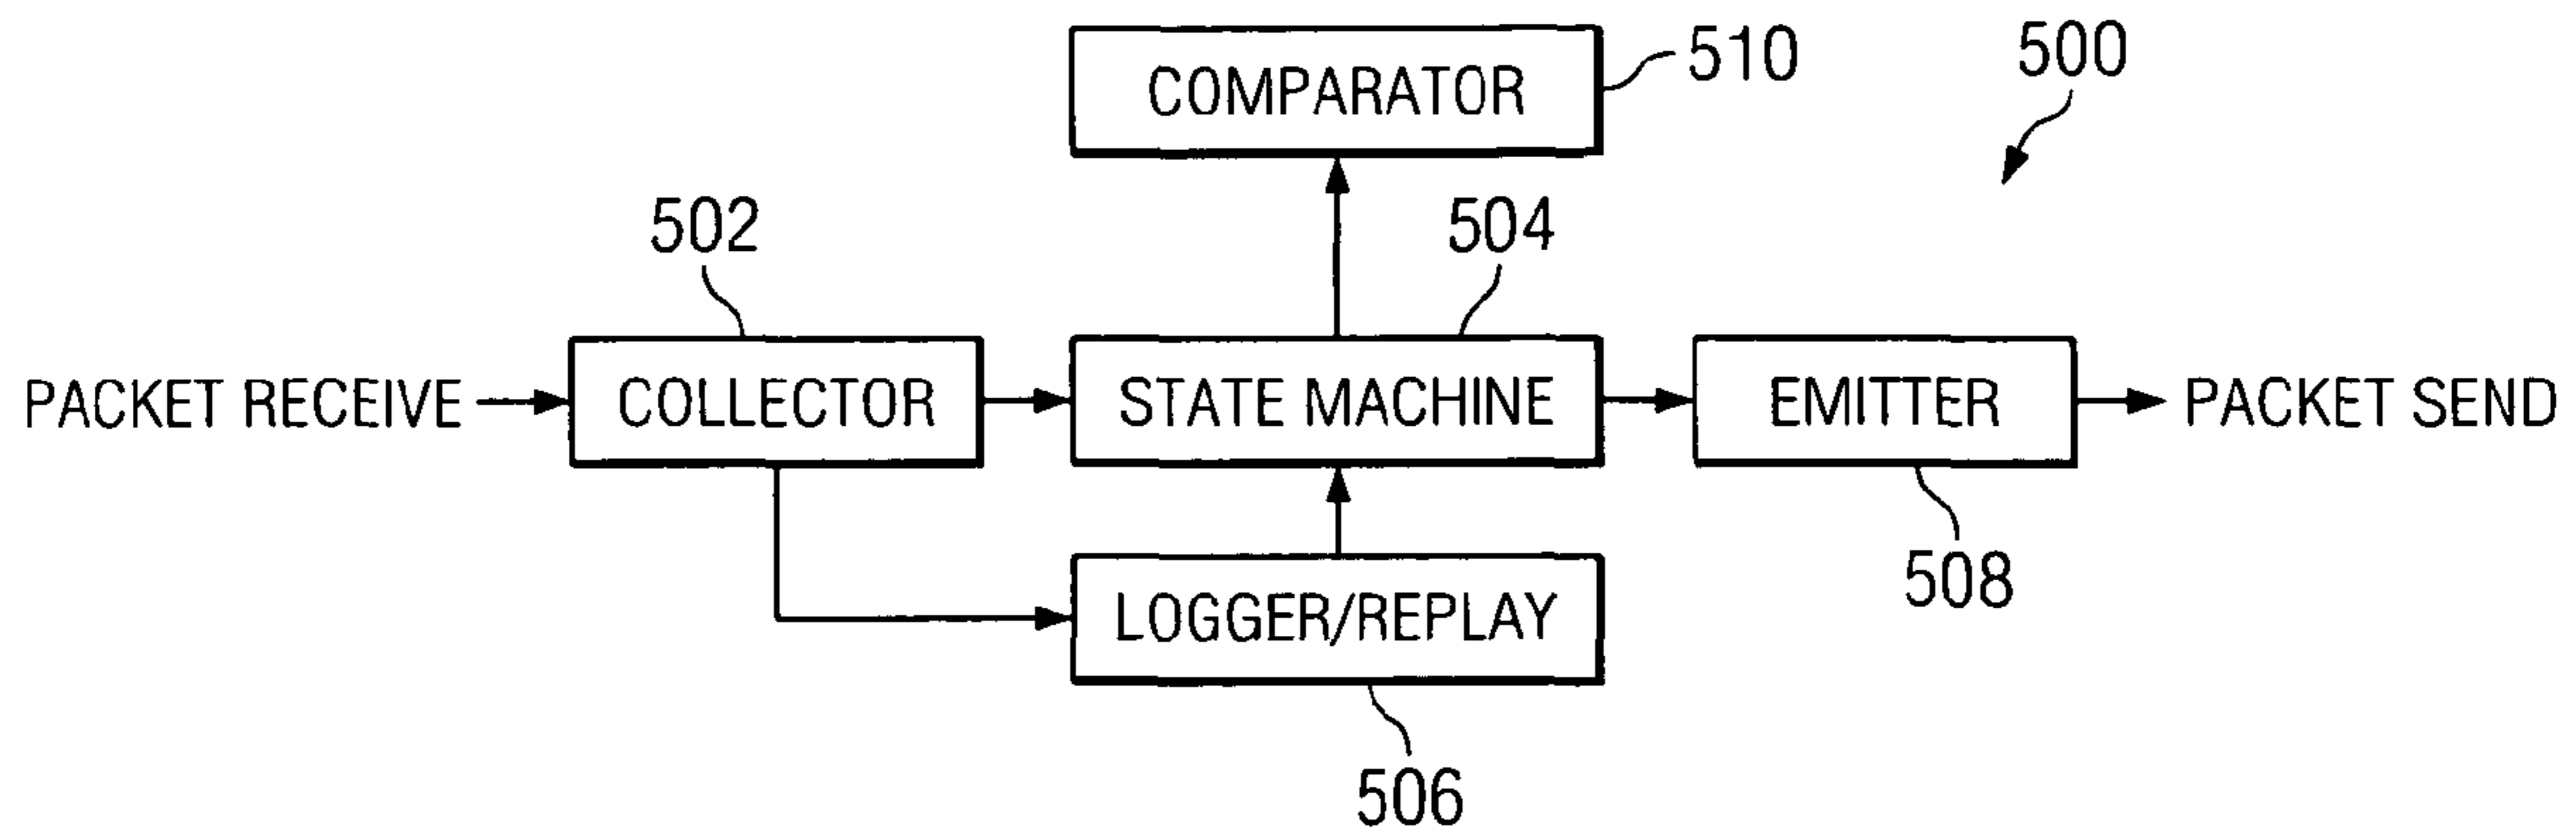 COMPARATOR
510
500
502
504
PACKET RECEIVE
COLLECTOR
STATE MACHINE
EMITTER
PACKET SEND
508
LOGGER/REPLAY
506